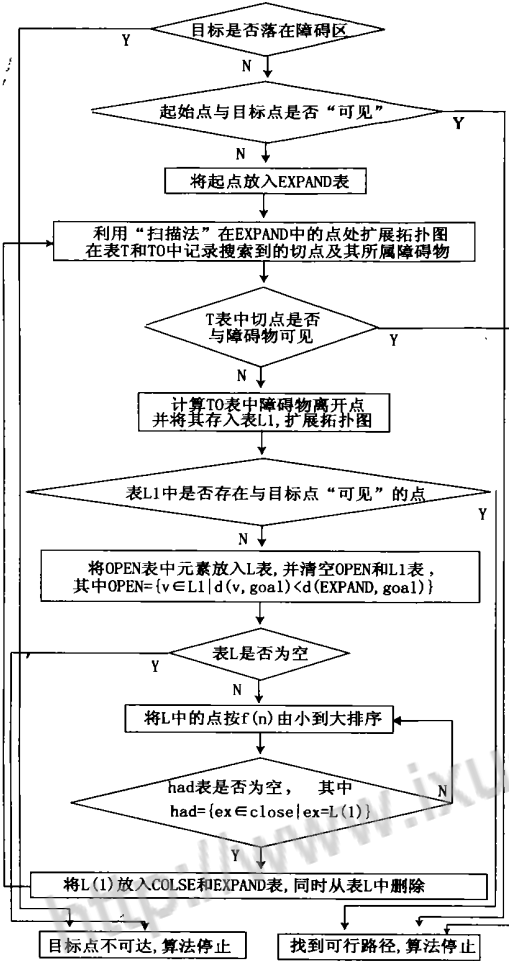 目标是否落在障碍区
Y
N
起始点与目标点是否“可见”
Y
N
将起点放入EXPAND表
利用“扫描法”在EXPAND中的点处扩展拓扑图
在表T和TO中记录搜索到的切点及其所属障碍物
T表中切点是否
与障碍物可见
Y
N
计算TO表中障碍物离开点
并将其存入表L1,扩展拓扑图
表L1中是否存在与目标点“可见”的点
Y
N
将OPEN表中元素放入L表,并清空OPEN和L1表，
其中OPEN={v∈L1|d(v,goal)<d(EXPAND,goal)}
表L是否为空
Y
N
将L中的点按f(n)由小到大排序
had表是否为空， 其中
had={ex∈close|ex=L(1)}
N
Y
将L(1)放入COLSE和EXPAND表,同时从表L中删除
目标点不可达,算法停止
找到可行路径,算法停止
http://www.ixu